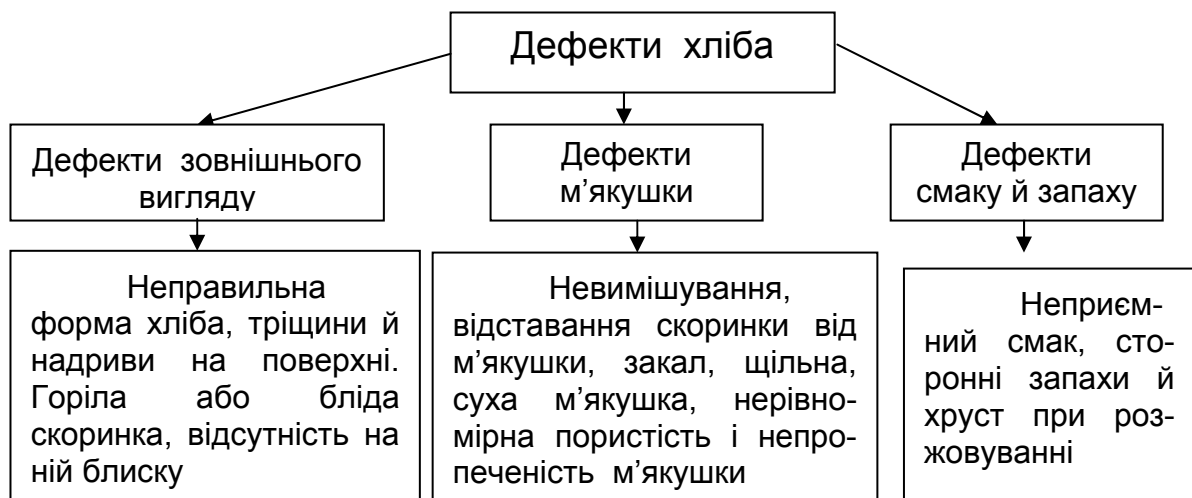 Дефекти хліба
Дефекти зовнішнього
вигляду
Дефекти
м’якушки
Дефекти
смаку й запаху
Неправильна
форма хліба, тріщини й
надриви на поверхні.
Горіла або бліда
скоринка, відсутність на
ній блиску
Невимішування,
відставання скоринки від
м’якушки, закал, щільна,
суха м’якушка, нерівно-
мірна пористість і непро-
печеність м’якушки
Неприєм-
ний смак, сто-
ронні запахи й
хруст при роз-
жовуванні